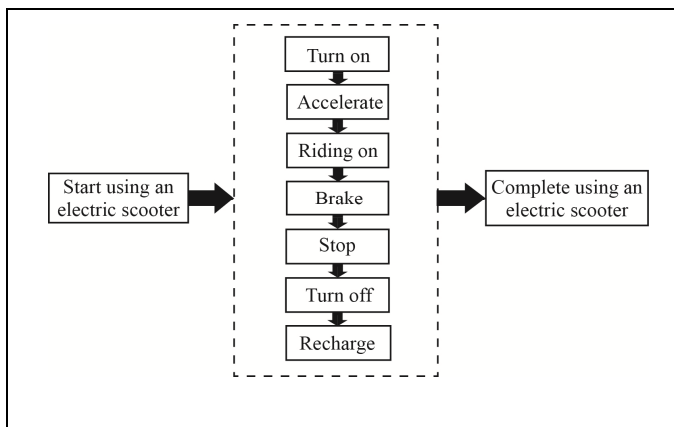 Turn on
Accelerate
Riding on
Start using an
electric scooter
Brake
Complete using an
electric scooter
Stop
Turn off
Recharge